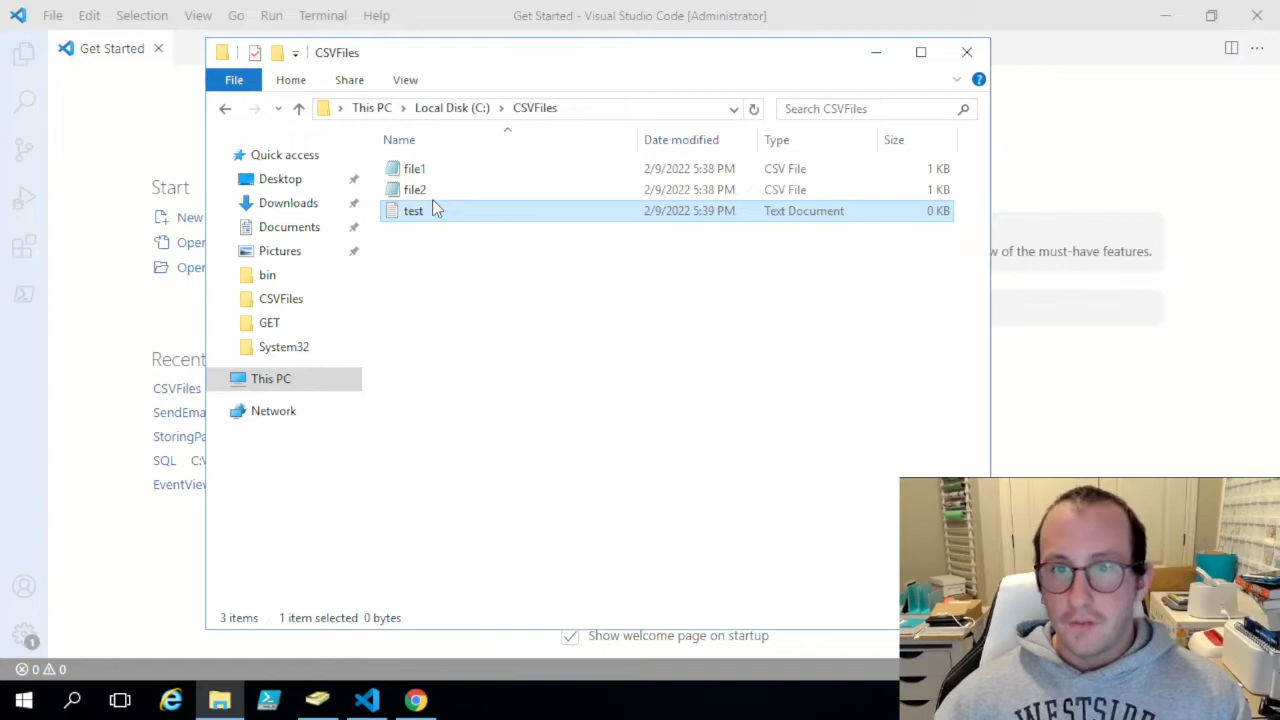 File Edit Selection View Go Run Terminal Help Get Started - Visual Studio Code [Administrator]
Get Started
CSVFiles
File Home Share View
This PC Local Disk (C:) CSVFiles Search CSVFiles
Name Date modified Type Size
Quick access
Desktop
Downloads
Documents
Pictures
bin
CSVFiles
GET
System32
This PC
Network
file1 2/9/2022 5:38 PM CSV File 1 KB
file2 2/9/2022 5:38 PM CSV File 1 KB
test 2/9/2022 5:39 PM Text Document 0 KB
3 items 1 item selected 0 bytes
Start
New
Open
Open
Recent
CSVFiles
SendEma
StoringPa
SQL C:\
EventView
w of the must-have features.
Show welcome page on startup
1
0 0
WESTSIDE